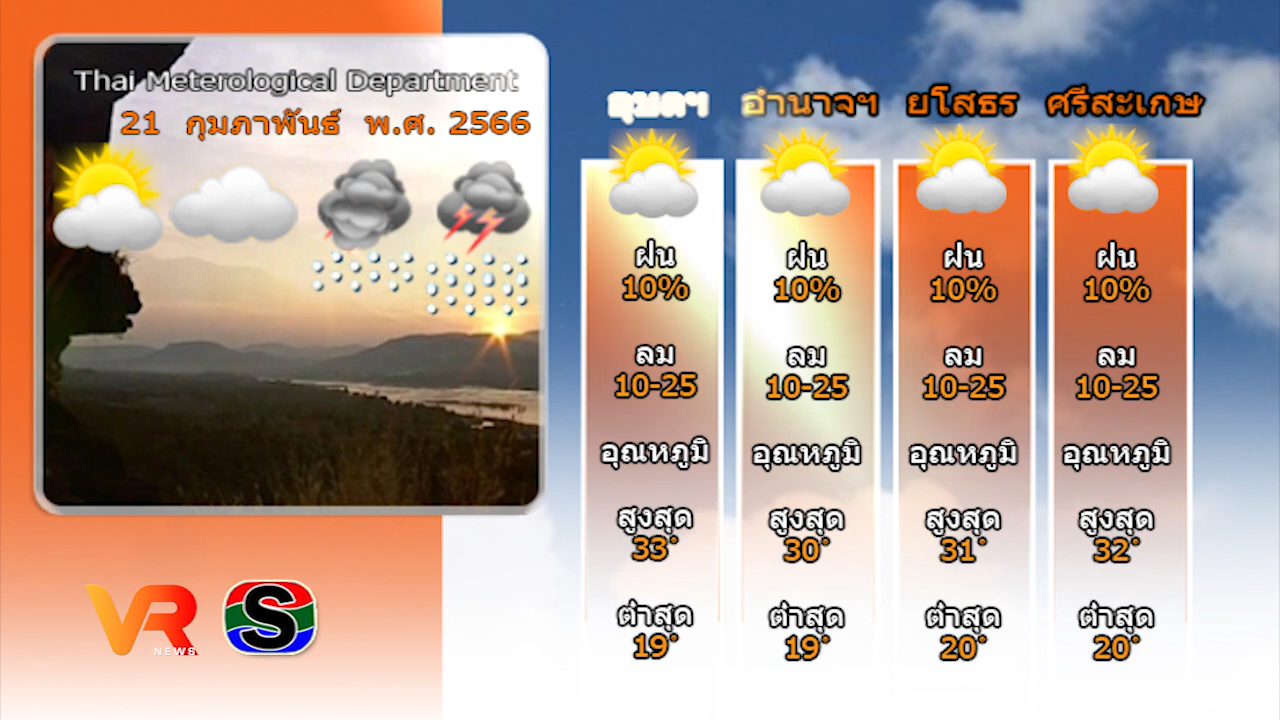 Thai Meterological Department
21 กุมภาพันธ์ พ.ศ. 2566
อำนาจฯ ยโสธร ศรีสะเกษ
ฝน ฝน ฝน ฝน
10% 10% 10% 10%
ลม ลม ลม ลม
10-25 10-25 10-25 10-25
อุณหภูมิ อุณหภูมิ อุณหภูมิ อุณหภูมิ
สูงสุด สูงสุด สูงสุด สูงสุด
33° 30° 31° 32°
ต่ำสุด ต่ำสุด ต่ำสุด ต่ำสุด
19° 19° 20° 20°
VR S
NEWS